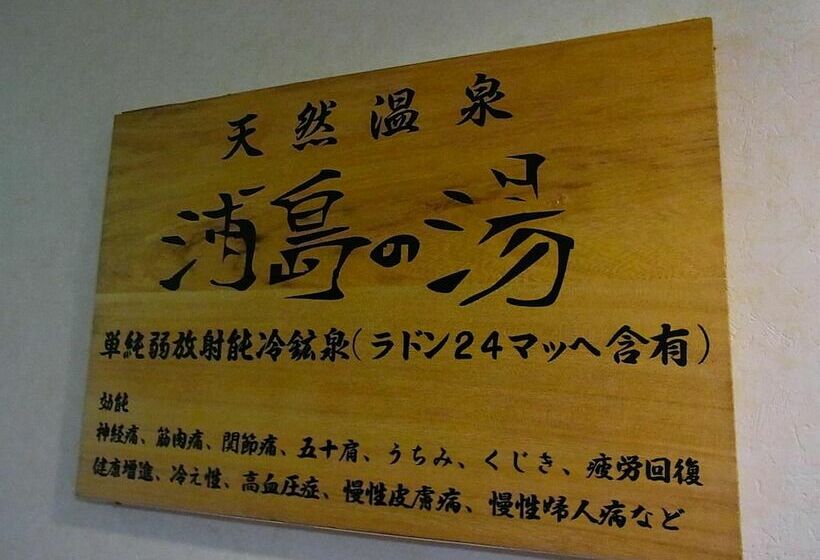 天然温泉
浦島の湯
単純弱放射能冷鉱泉(ラドン24マッヘ含有)
効能
神経痛、筋肉痛、関節痛、五十肩、うちみ、くじき、疲労回復
健康増進、冷え性、高血圧症、慢性皮膚病、慢性婦人病など